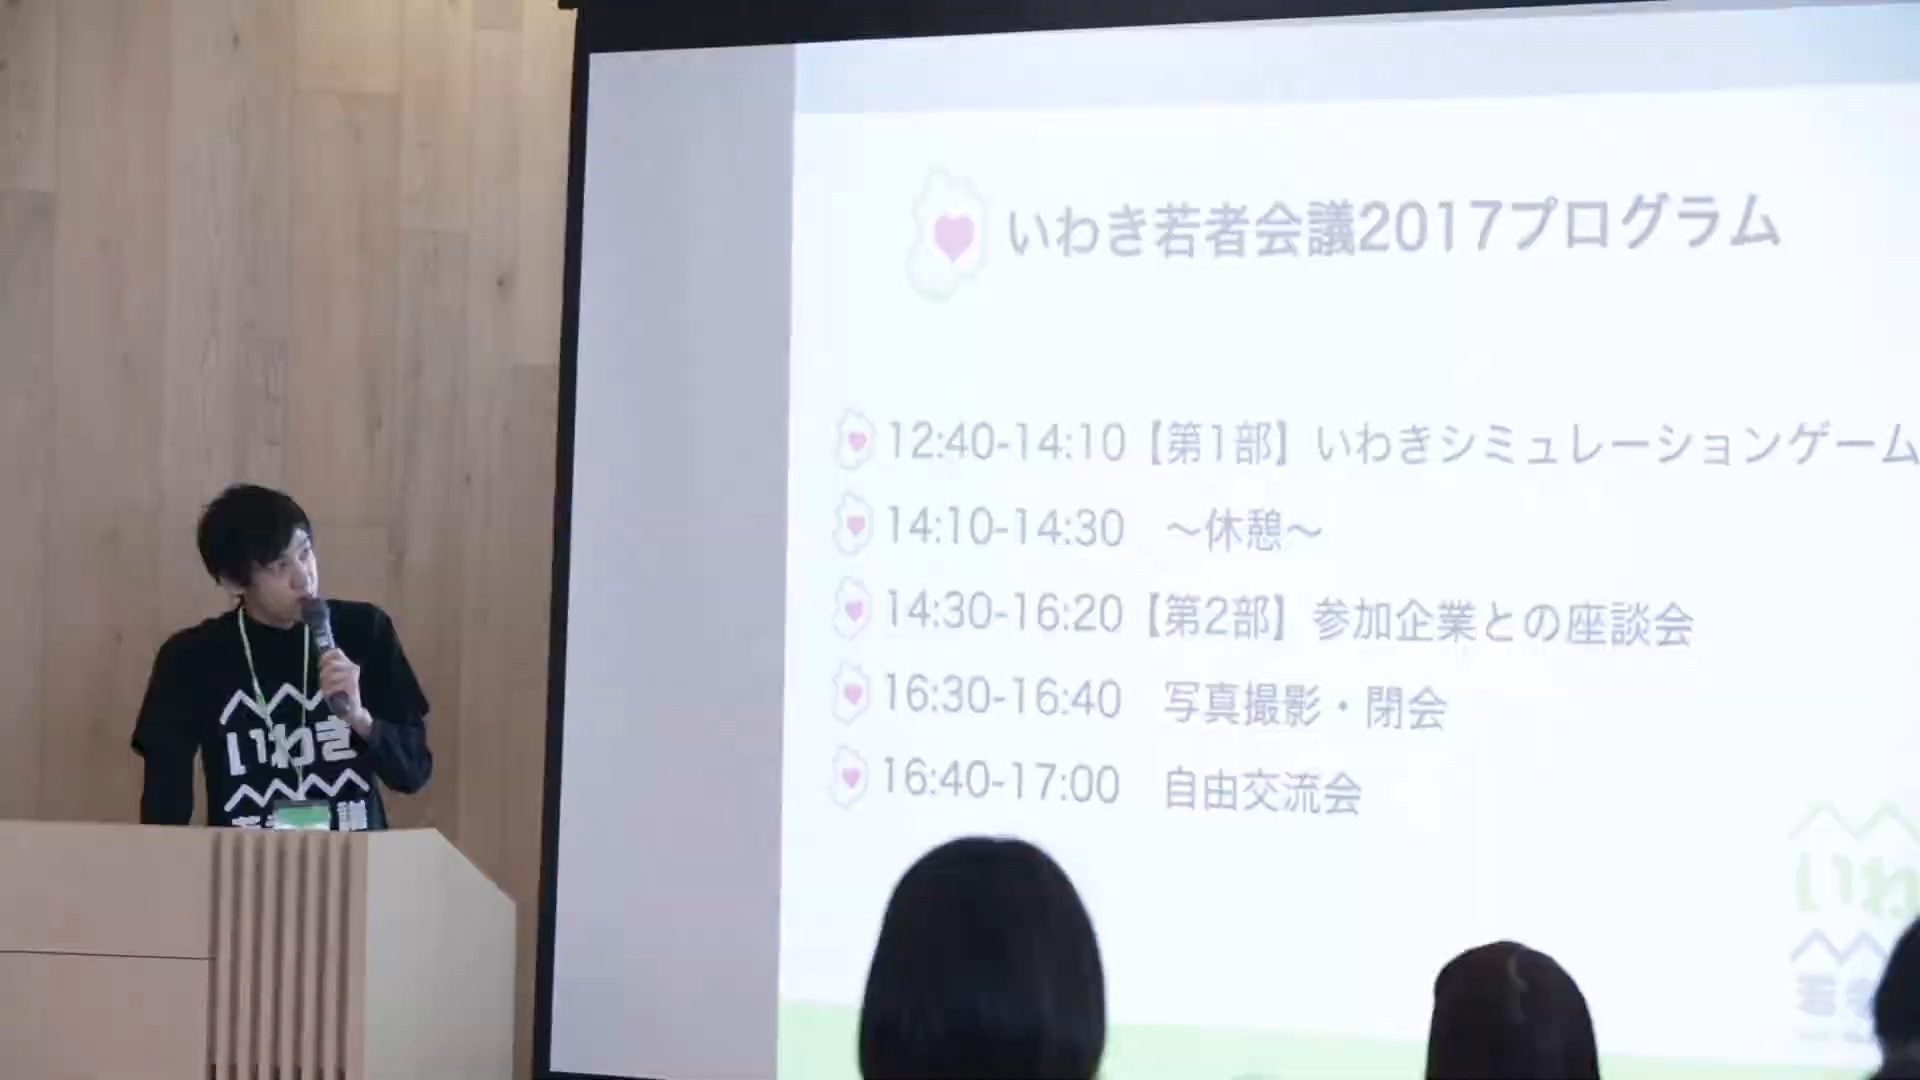 いわき若者会議2017プログラム
12:40-14:10【第1部】いわきシミュレーションゲーム
14:10-14:30 ～休憩～
14:30-16:20【第2部】参加企業との座談会
16:30-16:40 写真撮影・閉会
16:40-17:00 自由交流会
いわき
いわ